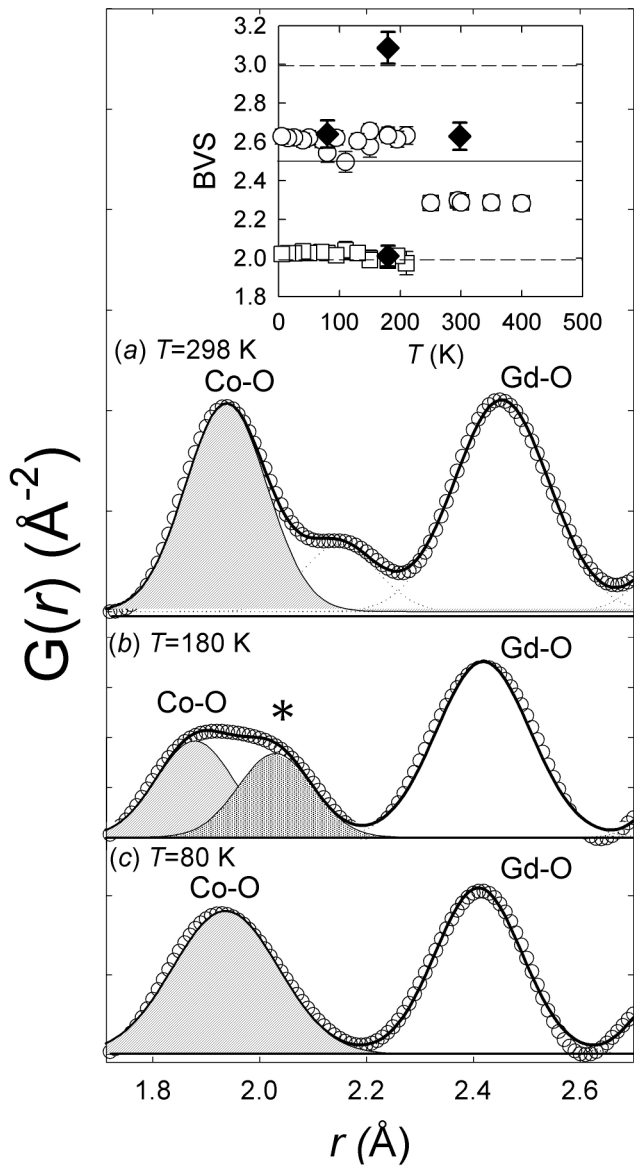 3.2
3.0
2.8
2.6
2.4
2.2
2.0
1.8
BVS
0 100 200 300 400 500
T (K)
(a) T=298 K
Co-O
Gd-O
G(r) (Å-2)
(b) T=180 K
Gd-O
Co-O
*
(c) T=80 K
Co-O
Gd-O
1.8 2.0 2.2 2.4 2.6
r (Å)